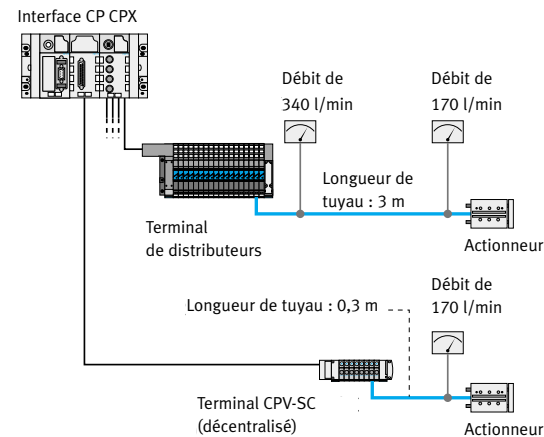 Interface CP CPX
Débit de
340 l/min
Débit de
170 l/min
Longueur de
tuyau : 3 m
Terminal
de distributeurs
Actionneur
Débit de
170 l/min
Longueur de tuyau : 0,3 m
Terminal CPV-SC
(décentralisé)
Actionneur